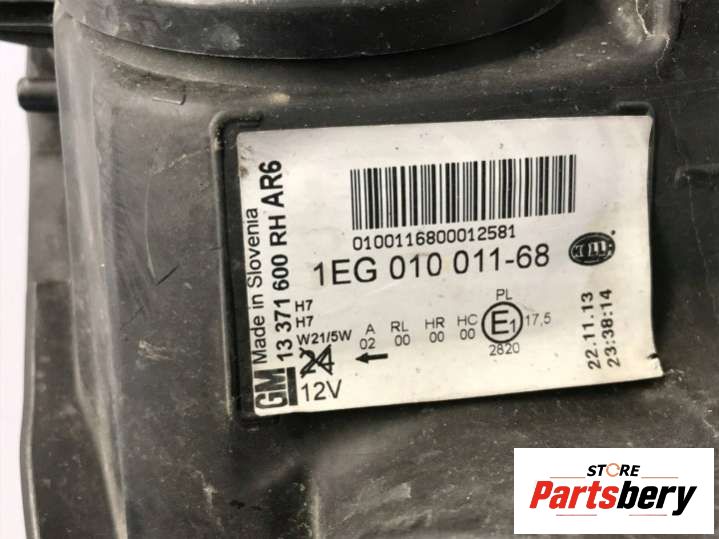 GM
Made in Slovenia
13 371 600 RH AR6
0100116800012581
1EG 010 011-68
H7
H7
W21/5W
24
12V
A
02
RL
00
HR
00
HC
00
PL
E1
17,5
2820
22.11.13
23:38:14
STORE
Partsbery